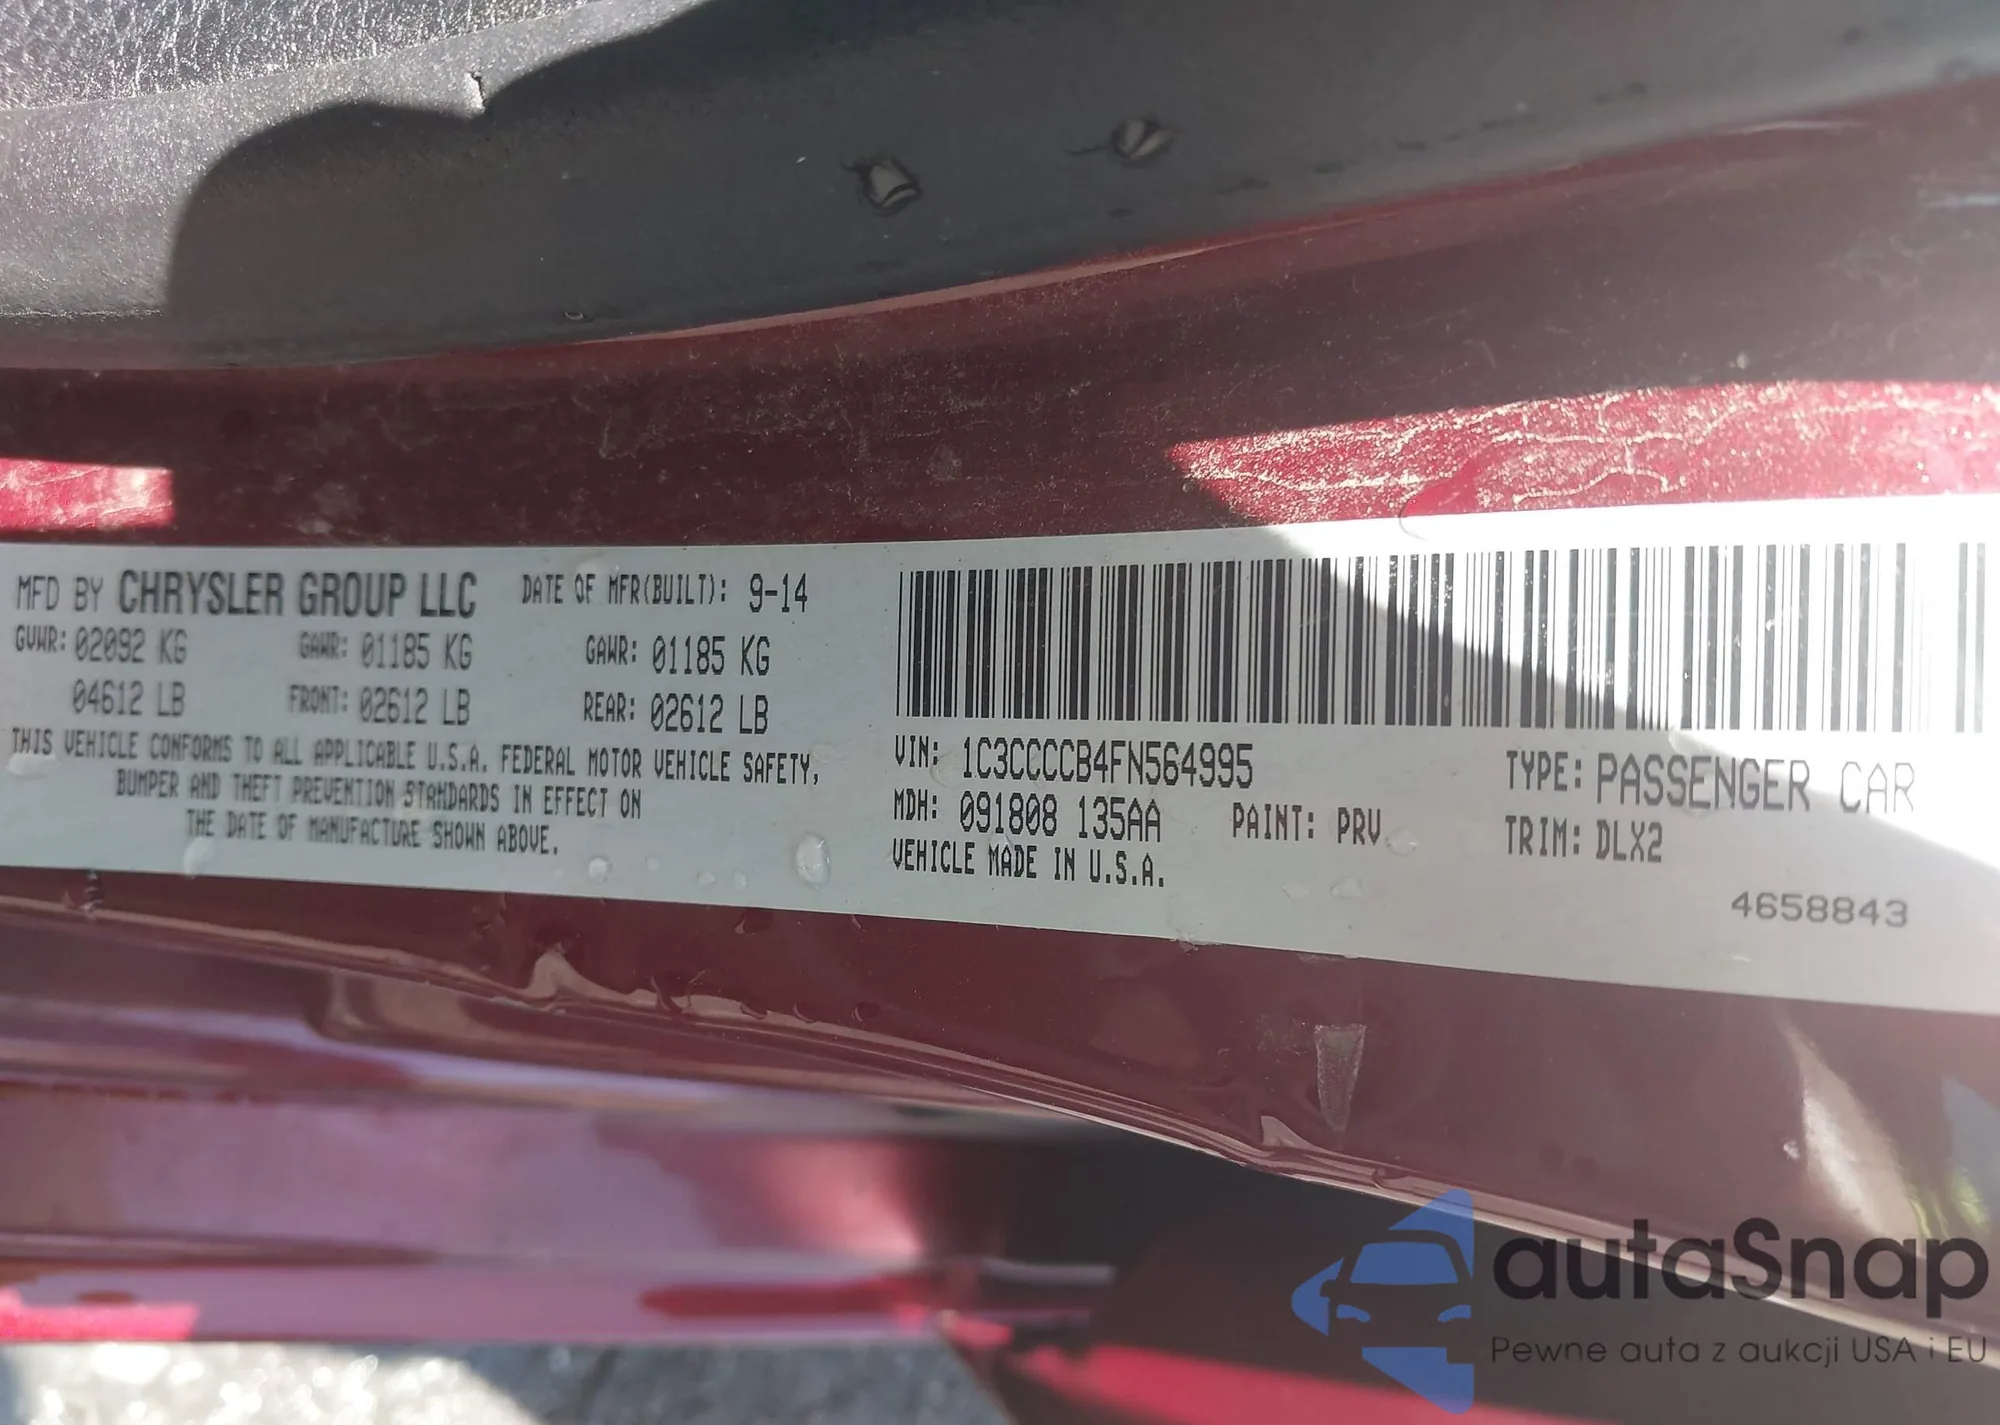 MFD BY CHRYSLER GROUP LLC DATE OF MFR(BUILT): 9-14
GVWR: 02092 KG GAWR: 01185 KG GAWR: 01185 KG
04612 LB FRONT: 02612 LB REAR: 02612 LB
THIS VEHICLE CONFORMS TO ALL APPLICABLE U.S.A. FEDERAL MOTOR VEHICLE SAFETY,
BUMPER AND THEFT PREVENTION STANDARDS IN EFFECT ON
THE DATE OF MANUFACTURE SHOWN ABOVE.
VIN: 1C3CCCCB4FN564995 TYPE: PASSENGER CAR
MDH: 091808 135AA PAINT: PRV TRIM: DLX2
VEHICLE MADE IN U.S.A.
4658843
autaSnap
Pewne auta z aukcji USA i EU